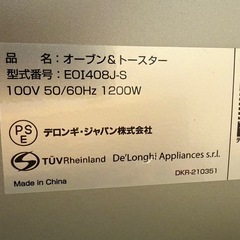 品　名：オーブン＆トースター
型式番号：EOI408J-S
100V 50/60Hz 1200W
PS
E
デロンギ・ジャパン株式会社
TÜVRheinland De'Longhi Appliances s.r.l.
Made in China
DKR-210351